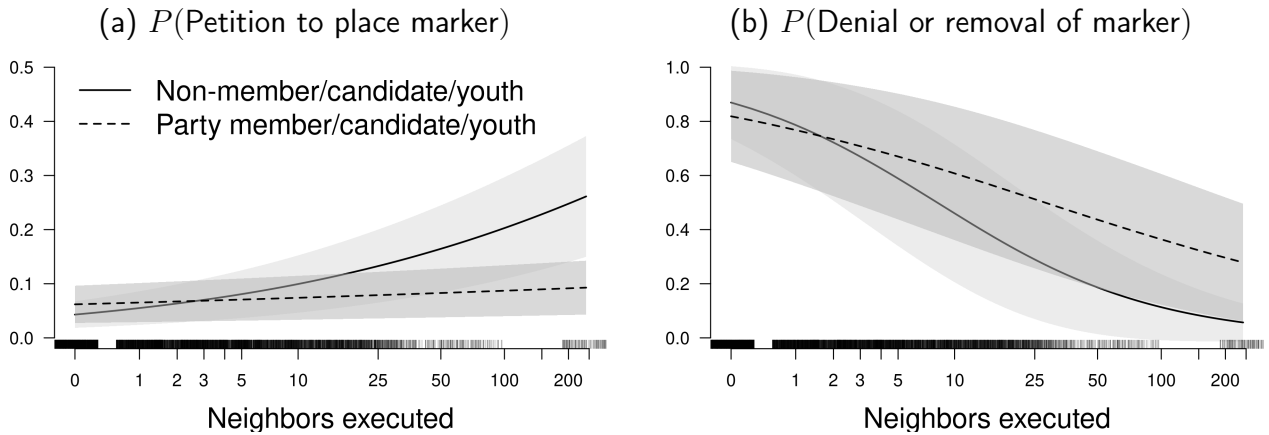 (a) P(Petition to place marker)
0.5
0.4
0.3
0.2
0.1
0.0
Non-member/candidate/youth
Party member/candidate/youth
0 1 2 3 5 10 25 50 100 200
Neighbors executed
(b) P(Denial or removal of marker)
1.0
0.8
0.6
0.4
0.2
0.0
0 1 2 3 5 10 25 50 100 200
Neighbors executed